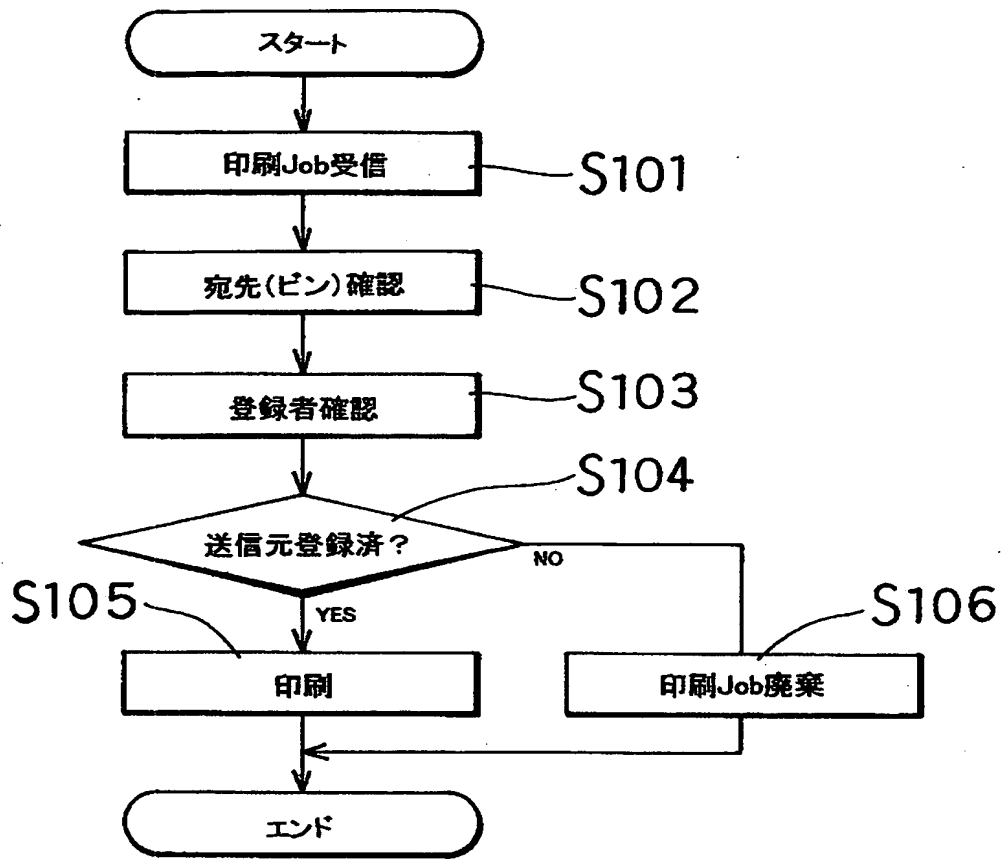 スタート
印刷Job受信
S101
宛先(ビン)確認
S102
登録者確認
S103
S104
送信元登録済?
NO
YES
S105
印刷
S106
印刷Job廃棄
エンド